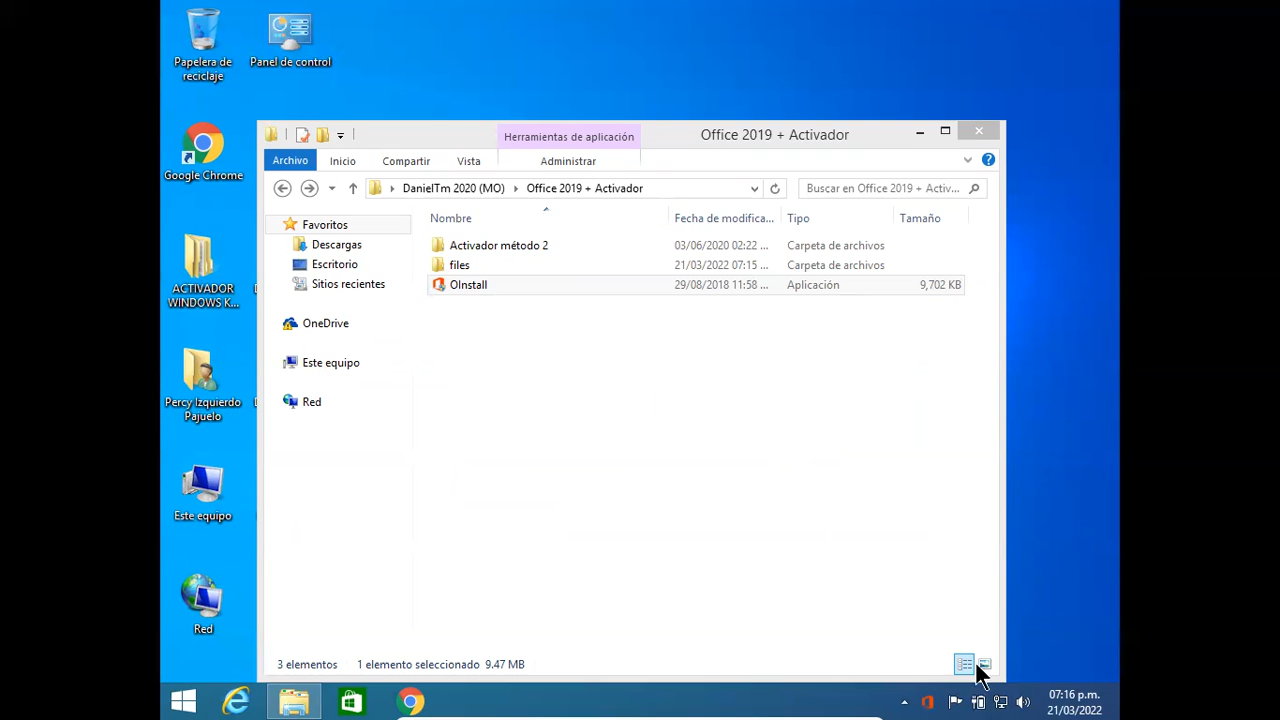 Papelera de
reciclaje
Panel de control
Google Chrome
ACTIVADOR
WINDOWS K...
Percy Izquierdo
Pajuelo
Este equipo
Red
Herramientas de aplicación
Office 2019 + Activador
Archivo
Inicio
Compartir
Vista
Administrar
DanielTm 2020 (MO)
Office 2019 + Activador
Buscar en Office 2019 + Activ...
Favoritos
Descargas
Escritorio
Sitios recientes
OneDrive
Este equipo
Red
Nombre Fecha de modifica... Tipo Tamaño
Activador método 2 03/06/2020 02:22 ... Carpeta de archivos
files 21/03/2022 07:15 ... Carpeta de archivos
OInstall 29/08/2018 11:58 ... Aplicación 9,702 KB
3 elementos 1 elemento seleccionado 9.47 MB
07:16 p.m.
21/03/2022